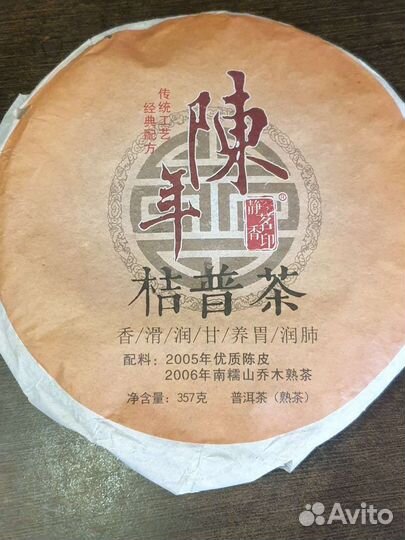 传统工艺
经典配方
陳年
静香
茗印
®
桔普茶
香/滑/润/甘/养胃/润肺
配料：2005年优质陈皮
2006年南糯山乔木熟茶
净含量：357克 普洱茶（熟茶）
Avito